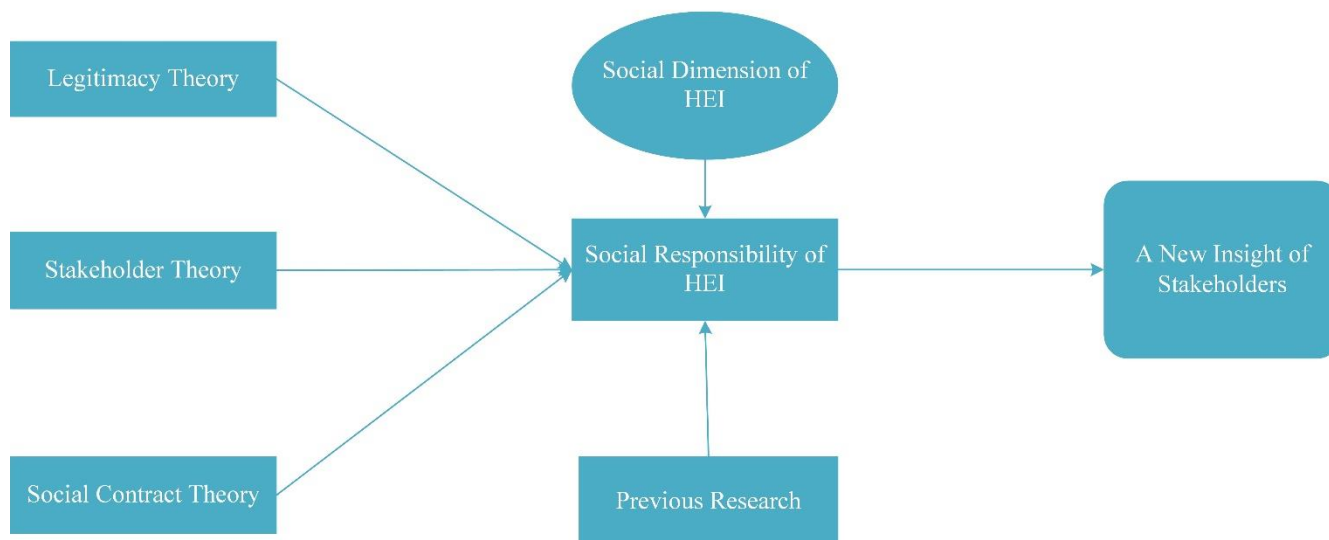 Legitimacy Theory
Social Dimension of
HEI
Stakeholder Theory
Social Responsibility of
HEI
A New Insight of
Stakeholders
Social Contract Theory
Previous Research